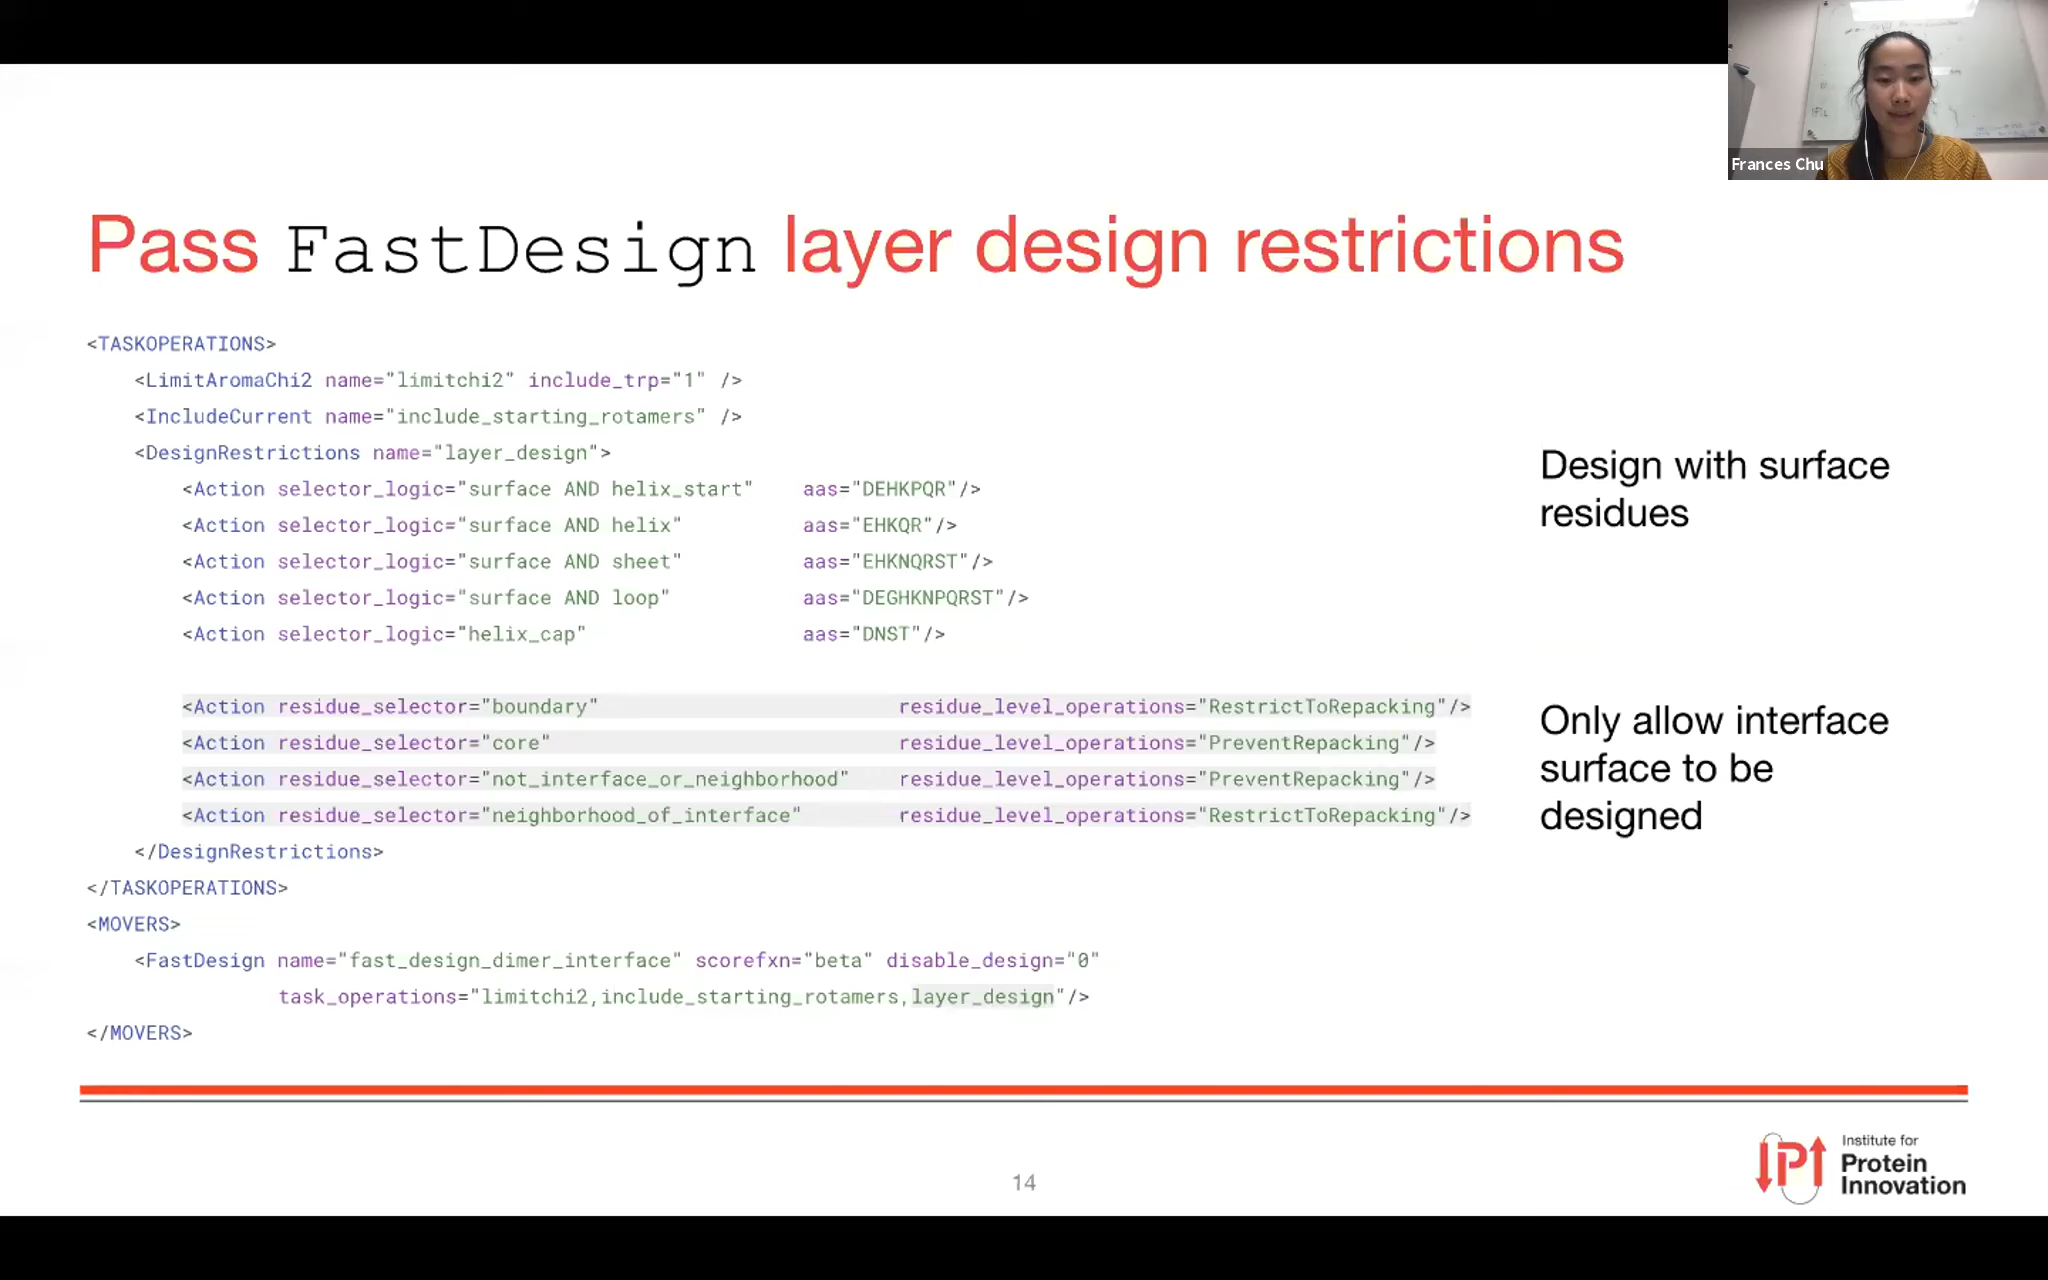 Frances Chu
Pass FastDesign layer design restrictions
<TASKOPERATIONS>
<LimitAromaChi2 name="limitchi2" include_trp="1" />
<IncludeCurrent name="include_starting_rotamers" />
<DesignRestrictions name="layer_design">
<Action selector_logic="surface AND helix_start" aas="DEHKPQR"/>
<Action selector_logic="surface AND helix" aas="EHKQR"/>
<Action selector_logic="surface AND sheet" aas="EHKNQRST"/>
<Action selector_logic="surface AND loop" aas="DEGHKNPQRST"/>
<Action selector_logic="helix_cap" aas="DNST"/>
Design with surface
residues
<Action residue_selector="boundary" residue_level_operations="RestrictToRepacking"/>
<Action residue_selector="core" residue_level_operations="PreventRepacking"/>
<Action residue_selector="not_interface_or_neighborhood" residue_level_operations="PreventRepacking"/>
<Action residue_selector="neighborhood_of_interface" residue_level_operations="RestrictToRepacking"/>
Only allow interface
surface to be
designed
</DesignRestrictions>
</TASKOPERATIONS>
<MOVERS>
<FastDesign name="fast_design_dimer_interface" scorefxn="beta" disable_design="0"
task_operations="limitchi2,include_starting_rotamers,layer_design"/>
</MOVERS>
14
IPI
Institute for
Protein
Innovation